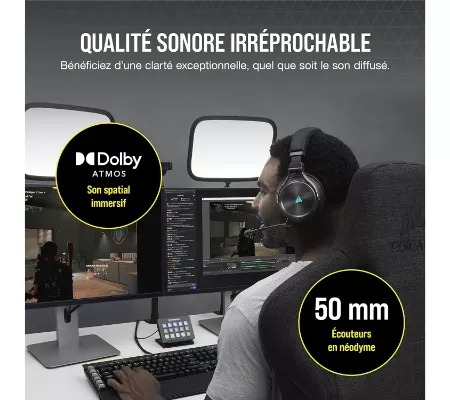 QUALITÉ SONORE IRRÉPROCHABLE
Bénéficiez d'une clarté exceptionnelle, quel que soit le son diffusé.
Dolby
ATMOS
Son spatial
immersif
50 mm
Écouteurs
en néodyme